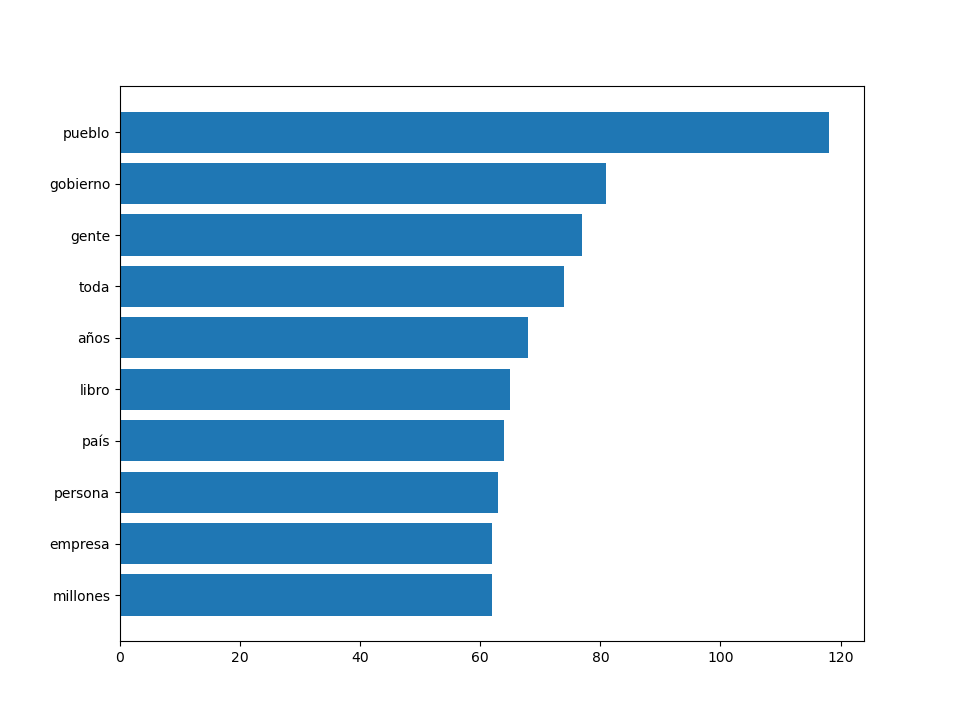 pueblo
gobierno
gente
toda
años
libro
país
persona
empresa
millones
0 20 40 60 80 100 120